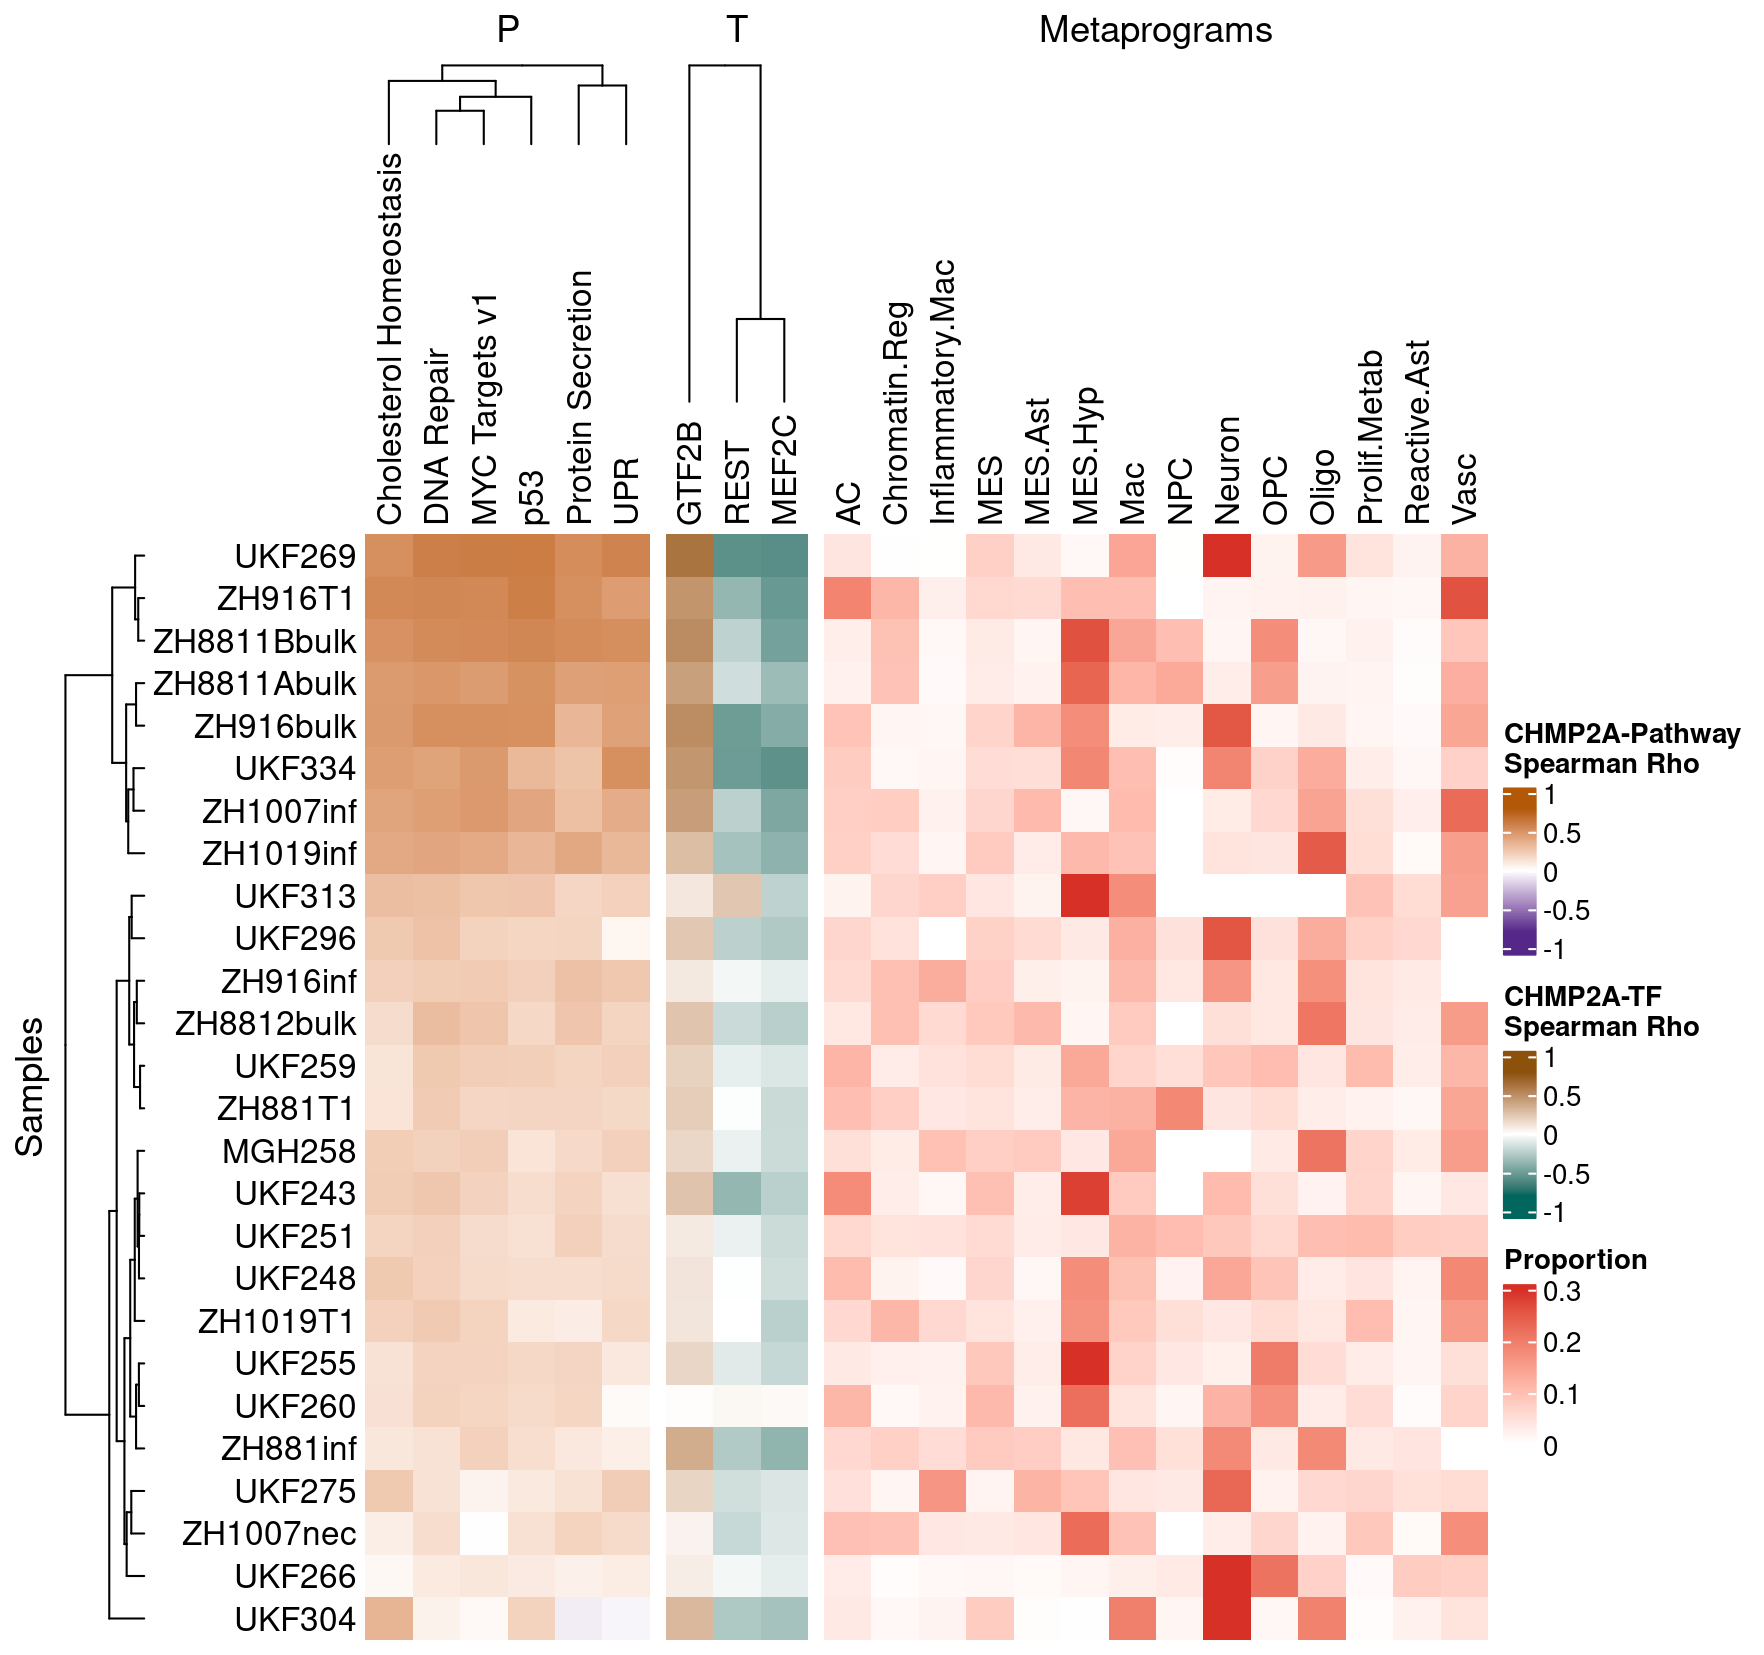 P T Metaprograms
Cholesterol Homeostasis
DNA Repair
MYC Targets v1
p53
Protein Secretion
UPR
GTF2B
REST
MEF2C
AC
Chromatin.Reg
Inflammatory.Mac
MES
MES.Ast
MES.Hyp
Mac
NPC
Neuron
OPC
Oligo
Prolif.Metab
Reactive.Ast
Vasc
Samples
UKF269
ZH916T1
ZH8811Bbulk
ZH8811Abulk
ZH916bulk
UKF334
ZH1007inf
ZH1019inf
UKF313
UKF296
ZH916inf
ZH8812bulk
UKF259
ZH881T1
MGH258
UKF243
UKF251
UKF248
ZH1019T1
UKF255
UKF260
ZH881inf
UKF275
ZH1007nec
UKF266
UKF304
CHMP2A-Pathway
Spearman Rho
1
0.5
0
-0.5
-1
CHMP2A-TF
Spearman Rho
1
0.5
0
-0.5
-1
Proportion
0.3
0.2
0.1
0